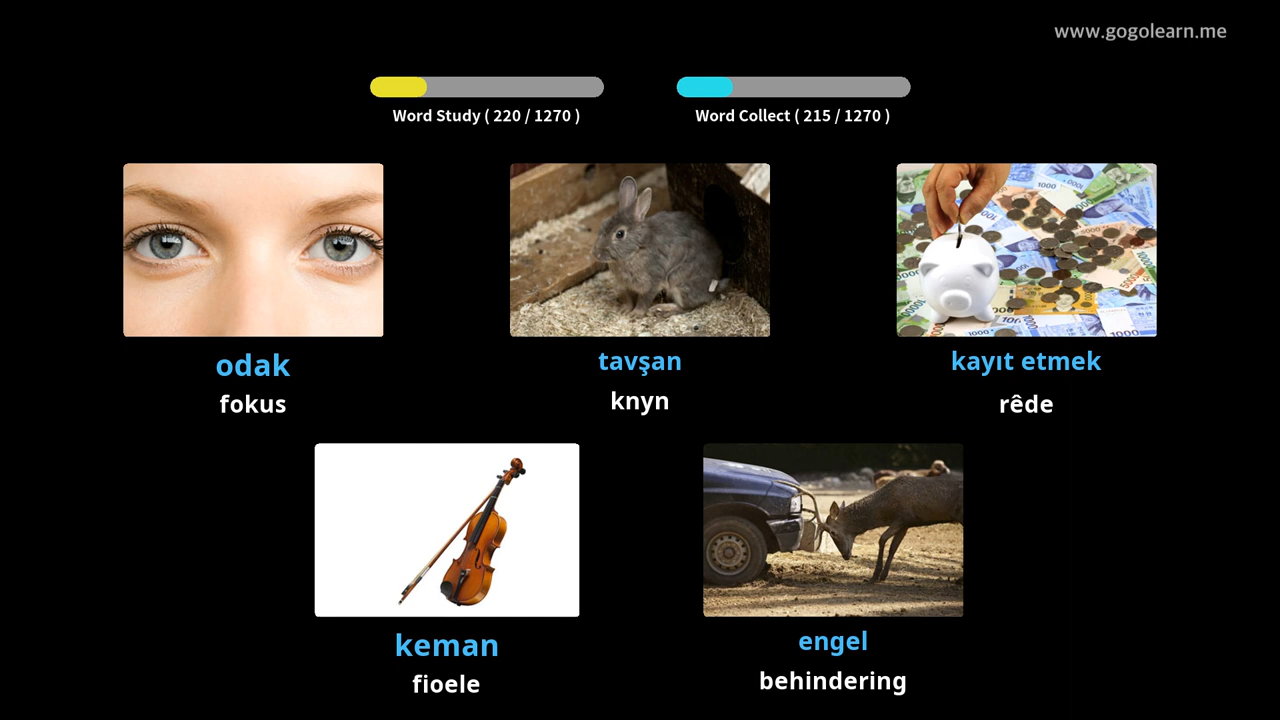 www.gogolearn.me
Word Study ( 220 / 1270 )
Word Collect ( 215 / 1270 )
odak
fokus
tavşan
knyn
kayıt etmek
rêde
keman
fioele
engel
behindering